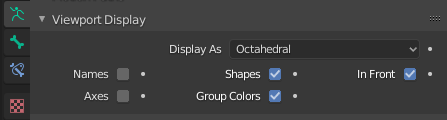 Viewport Display
Display As Octahedral
Names Shapes In Front
Axes Group Colors